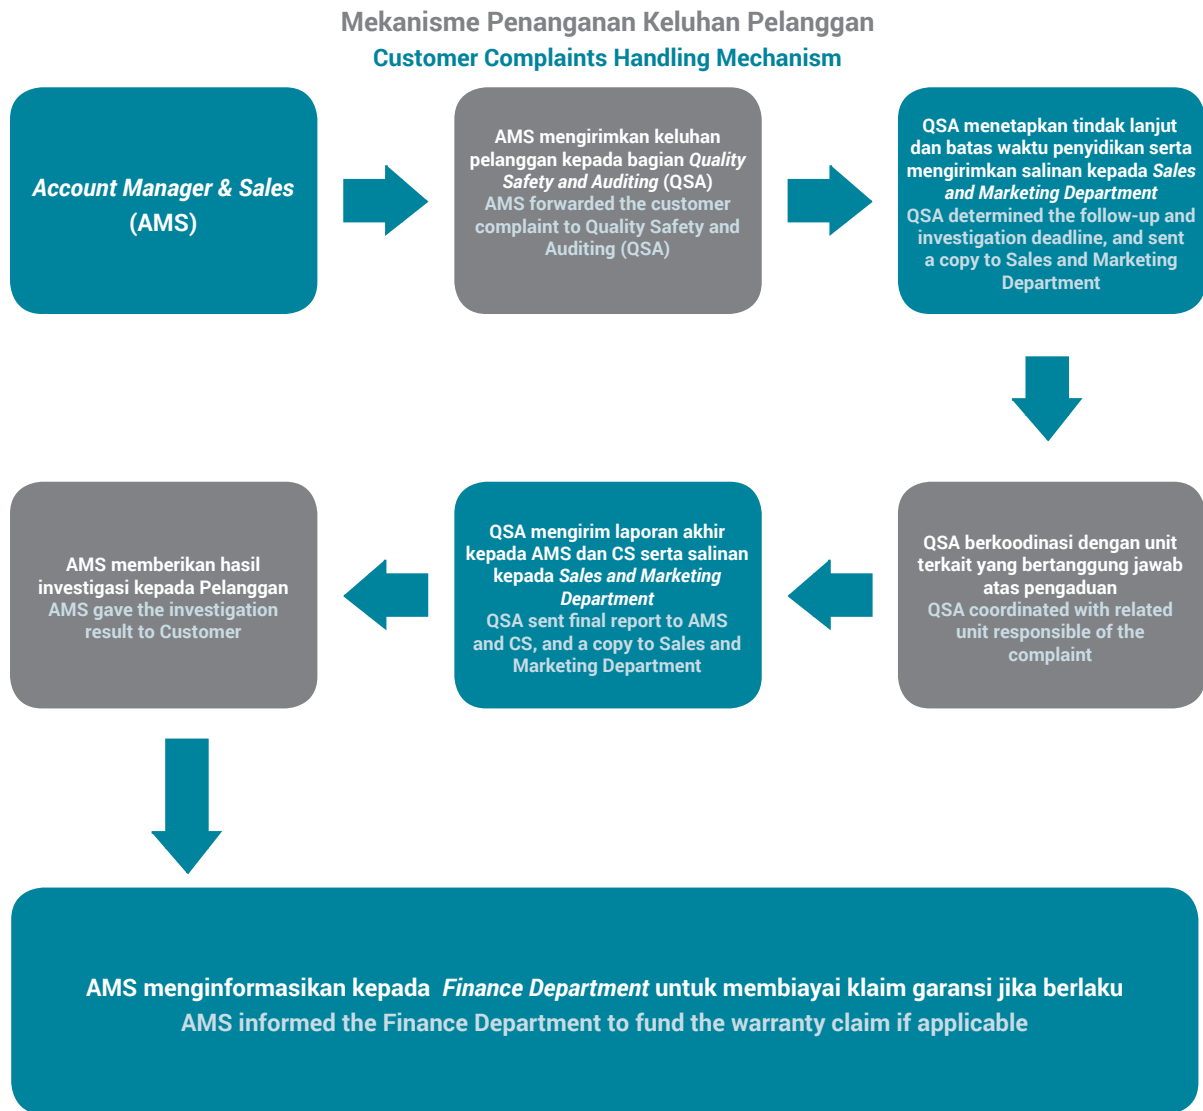 Mekanisme Penanganan Keluhan Pelanggan
Customer Complaints Handling Mechanism
Account Manager & Sales
(AMS)
AMS mengirimkan keluhan
pelanggan kepada bagian Quality
Safety and Auditing (QSA)
AMS forwarded the customer
complaint to Quality Safety and
Auditing (QSA)
QSA menetapkan tindak lanjut
dan batas waktu penyidikan serta
mengirimkan salinan kepada Sales
and Marketing Department
QSA determined the follow-up and
investigation deadline, and sent
a copy to Sales and Marketing
Department
QSA berkoodinasi dengan unit
terkait yang bertanggung jawab
atas pengaduan
QSA coordinated with related
unit responsible of the
complaint
QSA mengirim laporan akhir
kepada AMS dan CS serta salinan
kepada Sales and Marketing
Department
QSA sent final report to AMS
and CS, and a copy to Sales and
Marketing Department
AMS memberikan hasil
investigasi kepada Pelanggan
AMS gave the investigation
result to Customer
AMS menginformasikan kepada Finance Department untuk membiayai klaim garansi jika berlaku
AMS informed the Finance Department to fund the warranty claim if applicable